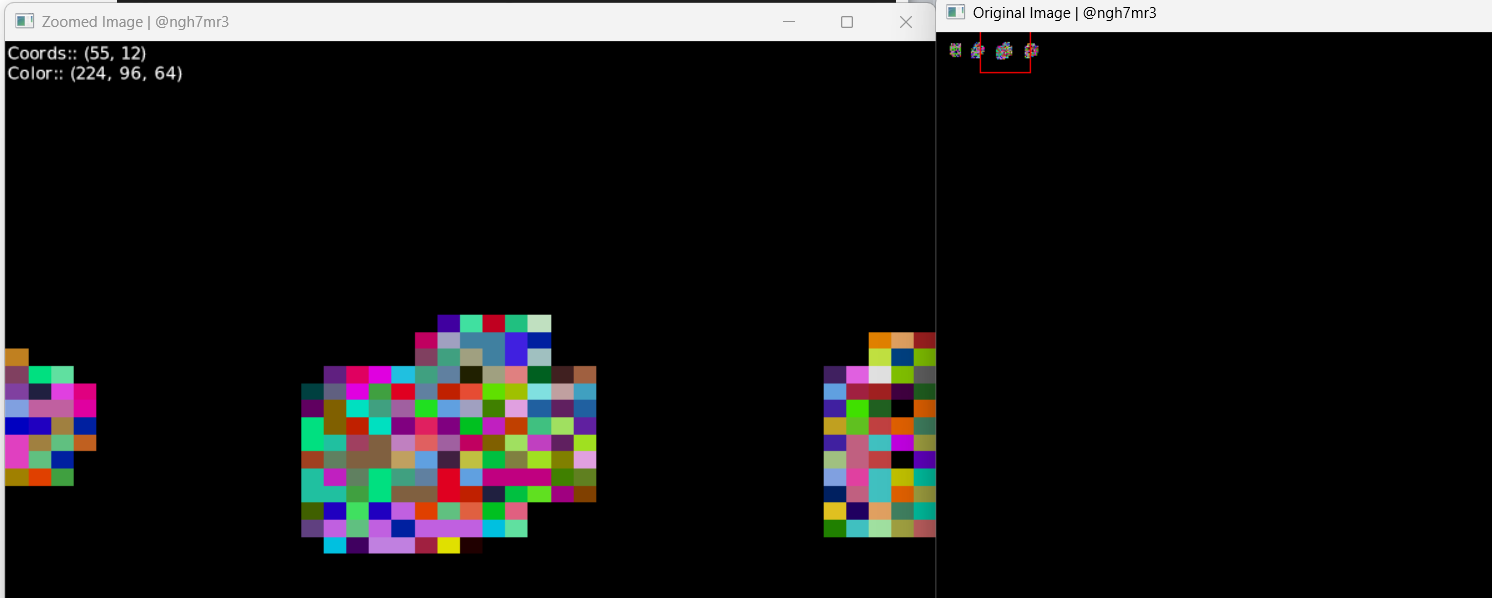 Zoomed Image | @ngh7mr3
Original Image | @ngh7mr3
Coords:: (55, 12)
Color:: (224, 96, 64)